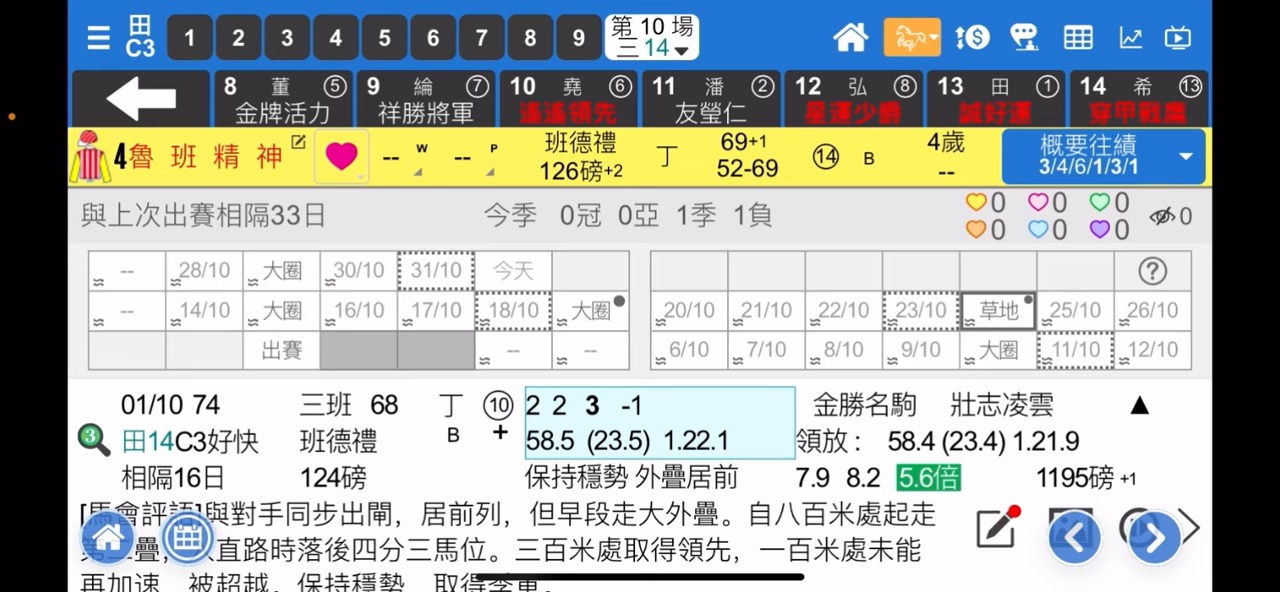 田 C3 1 2 3 4 5 6 7 8 9 第 10 場 二 14
8 董 ⑤ 9 綸 ⑦ 10 堯 ⑥ 11 潘 ② 12 弘 ⑧ 13 田 ① 14 希 ⑬
金牌活力 祥勝將軍 遙遙領先 友瑩仁 星運少爵 誠好運 穿甲戰鷹
4 魯班精神 -- W -- P 班德禮 126磅+2 丁 69+1 52-69 ⑭ B 4歲 -- 概要往績 3/4/6/1/3/1
與上次出賽相隔33日 今季 0冠 0亞 1季 1負 0 0 0 0 0 0 0
-- 28/10 大圈 30/10 31/10 今天 ?
-- 14/10 大圈 16/10 17/10 18/10 大圈 20/10 21/10 22/10 23/10 草地 25/10 26/10
出賽 -- -- 6/10 7/10 8/10 9/10 大圈 11/10 12/10
01/10 74 三班 68 丁 ⑩ 2 2 3 -1 金勝名駒 壯志凌雲 ▲
3 田14C3好快 班德禮 B + 58.5 (23.5) 1.22.1 領放： 58.4 (23.4) 1.21.9
相隔16日 124磅 保持穩勢 外疊居前 7.9 8.2 5.6倍 1195磅 +1
[馬會評語]與對手同步出閘，居前列，但早段走大外疊。自八百米處起走
直路時落後四分三馬位。三百米處取得領先，一百米處未能
再加速，被超越。保持穩勢，取得季軍。